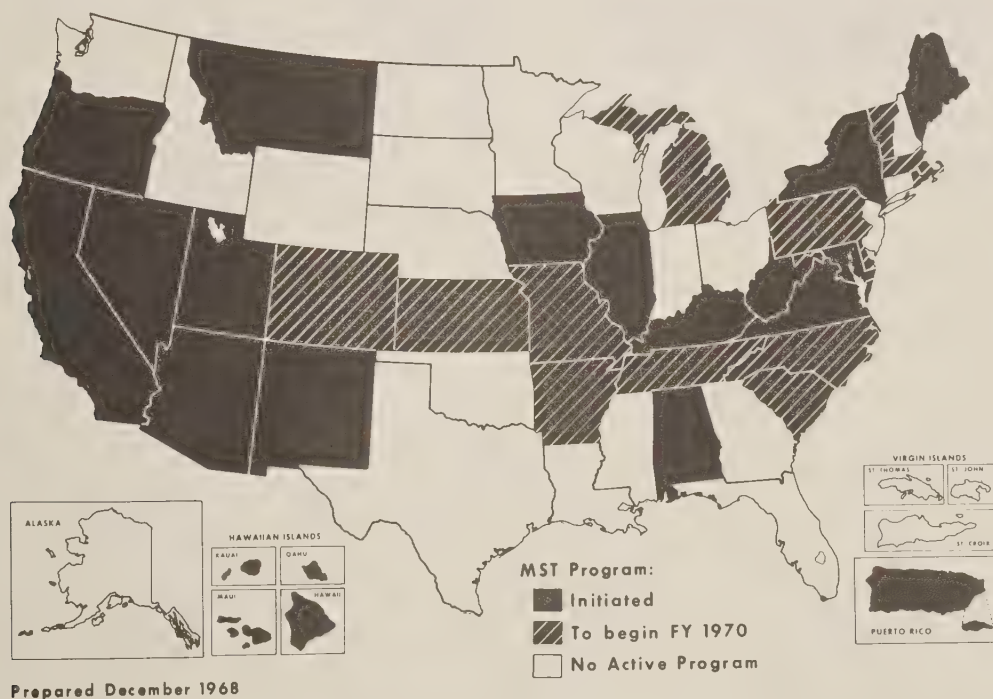 VIRGIN ISLANDS
ST THOMAS
ST JOHN
ST CROIX
ALASKA
HAWAIIAN ISLANDS
KAUAI
OAHU
MAUI
HAWAII
MST Program:
Initiated
To begin FY 1970
No Active Program
PUERTO RICO
Prepared December 1968